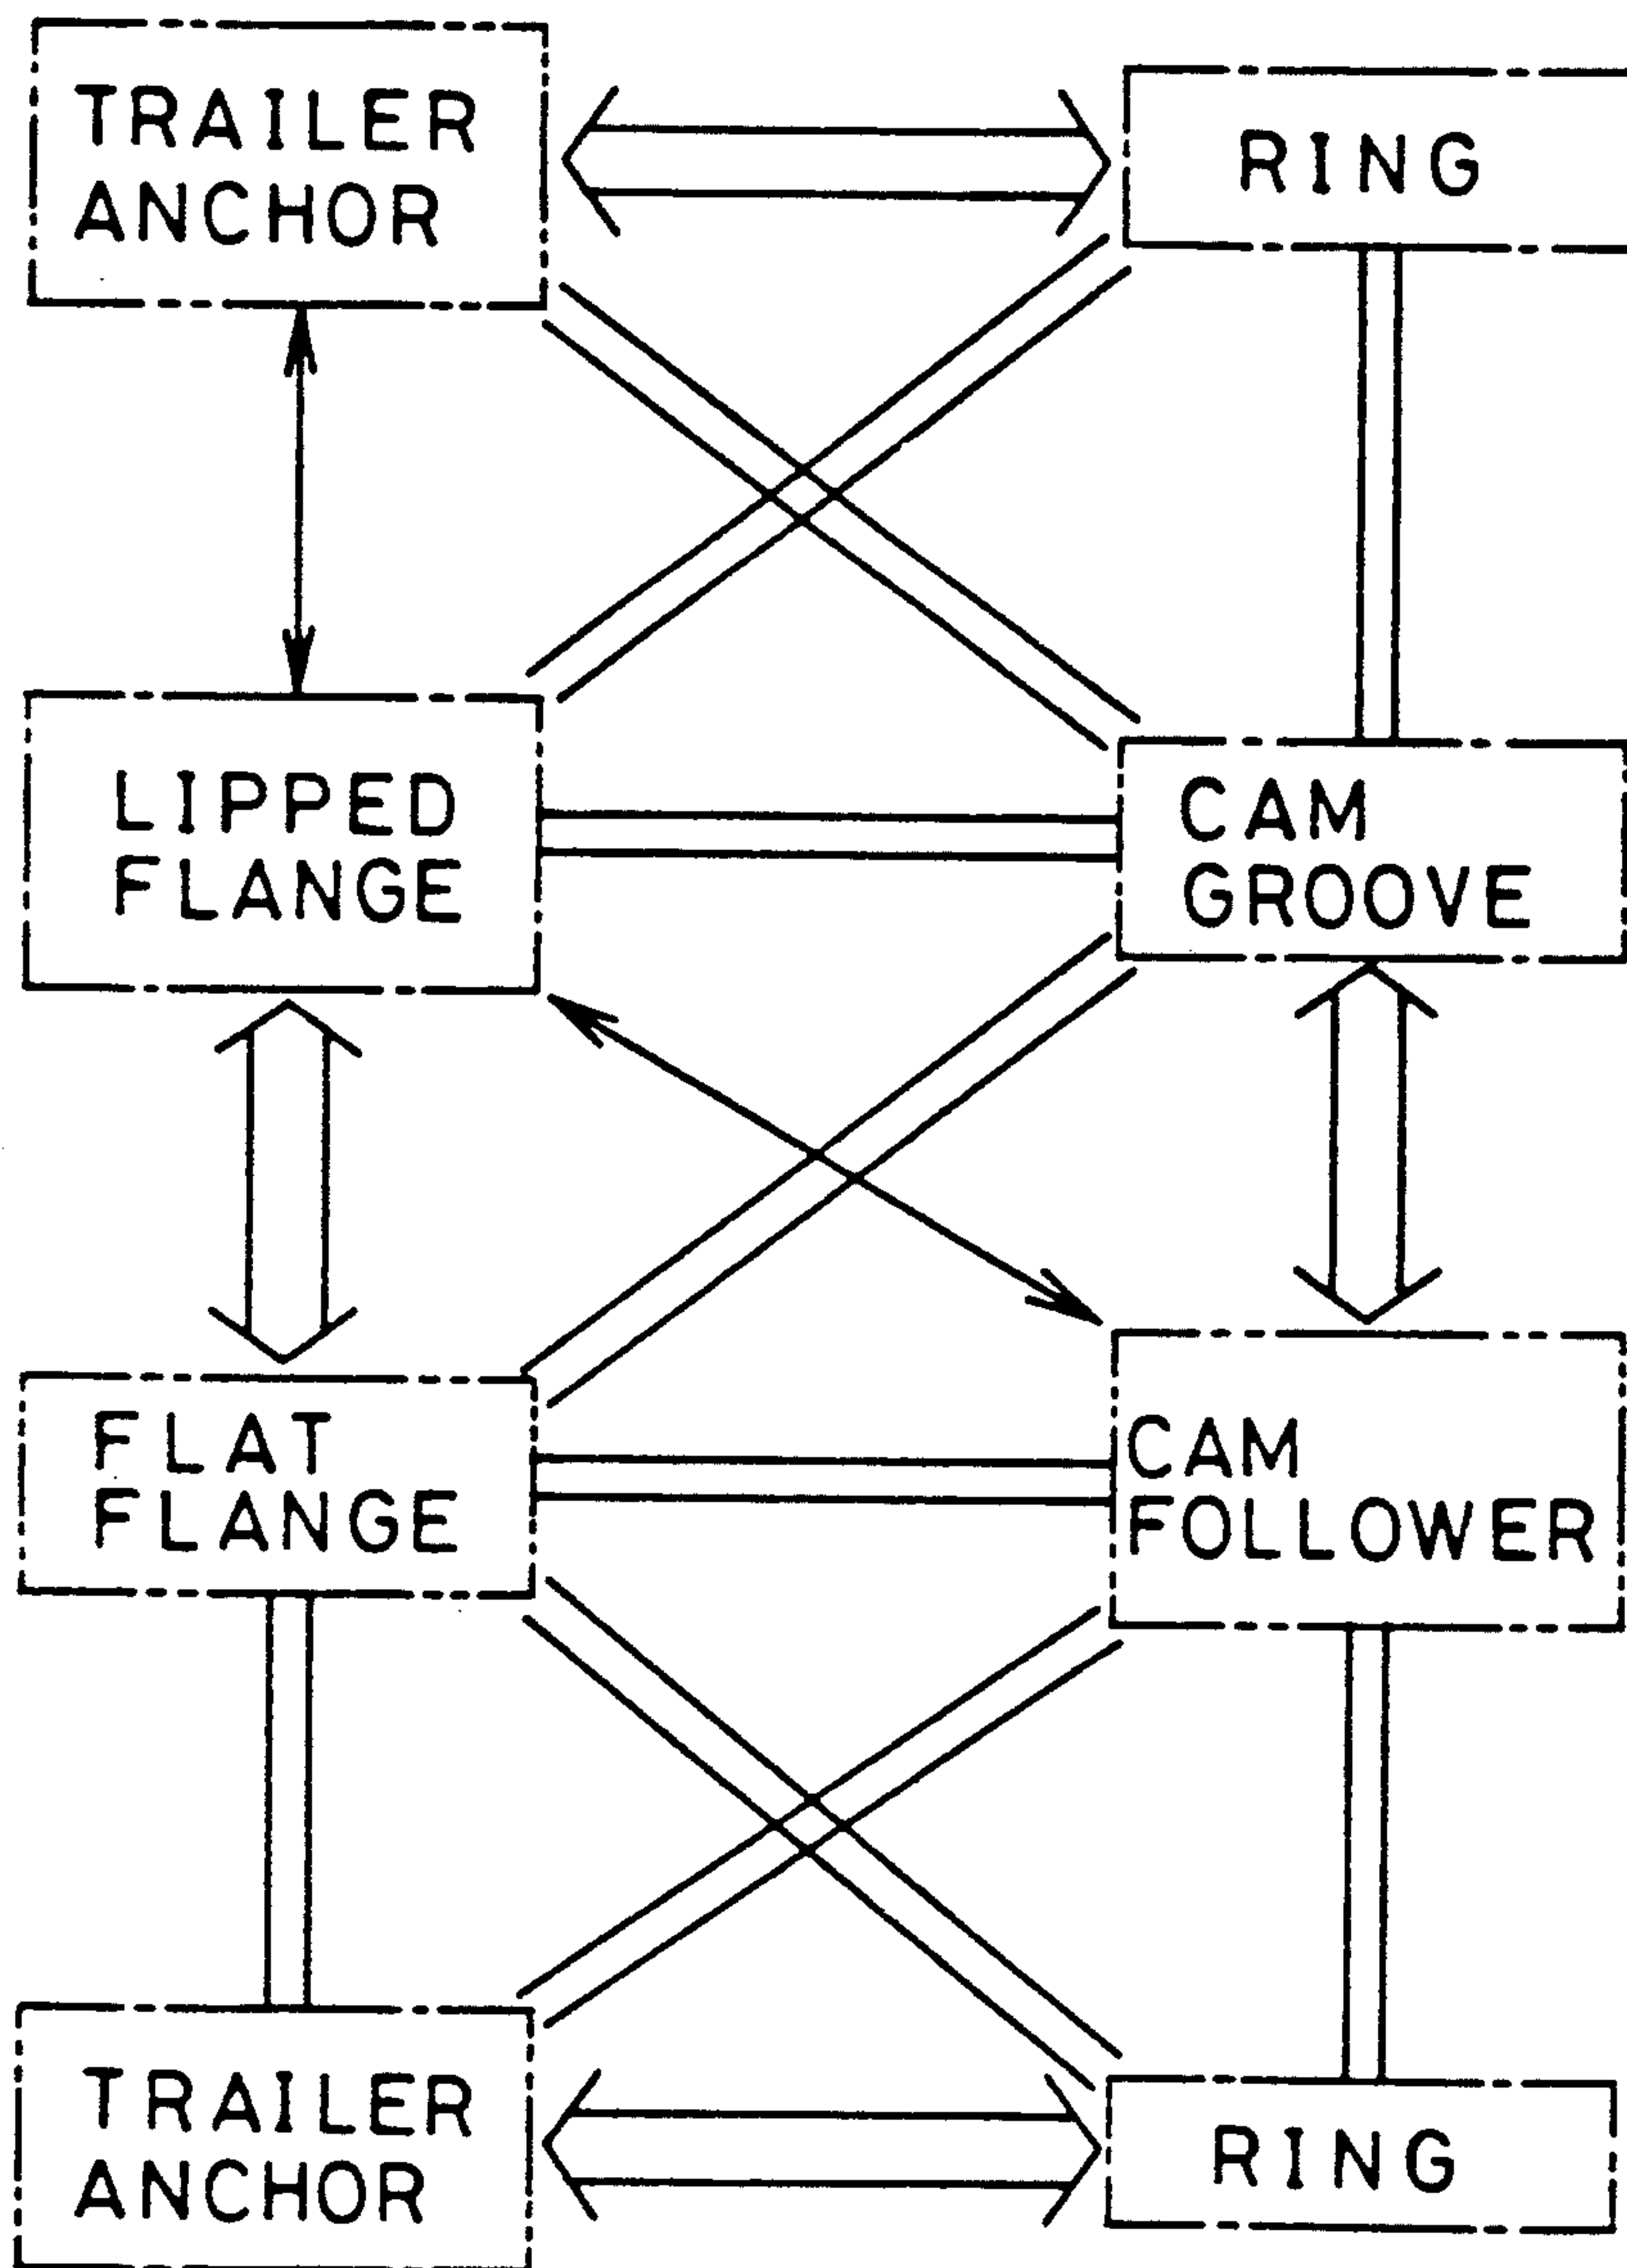 TRAILER
ANCHOR
RING
LIPPED
FLANGE
CAM
GROOVE
FLAT
FLANGE
CAM
FOLLOWER
TRAILER
ANCHOR
RING